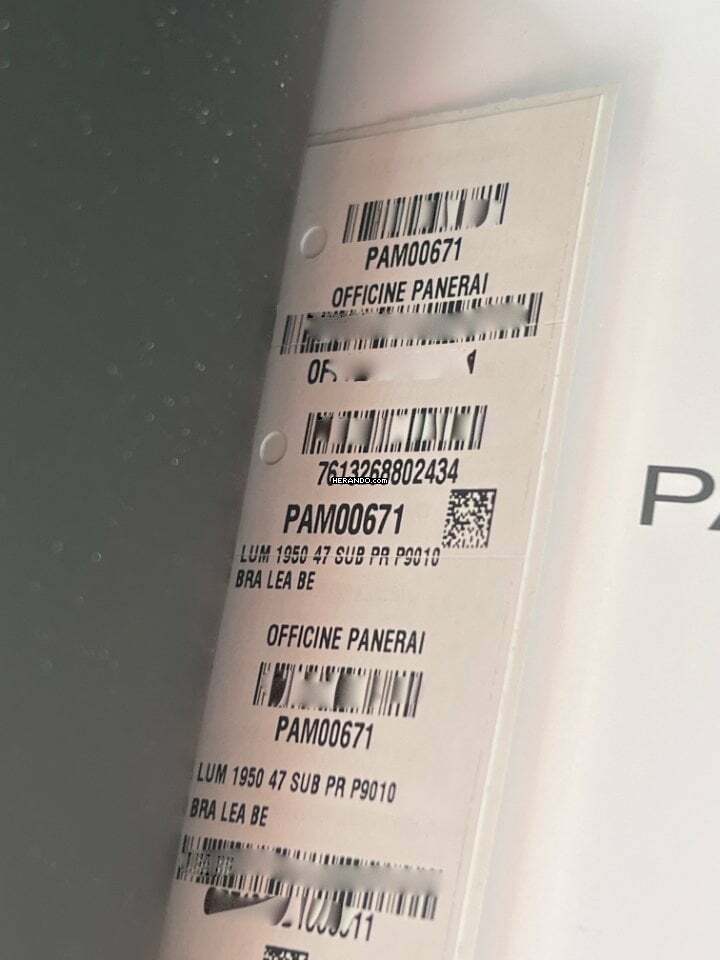 PAM00671
OFFICINE PANERAI
7613268802434
HERANDO.com
PAM00671
LUM 1950 47 SUB PR P9010
BRA LEA BE
OFFICINE PANERAI
PAM00671
LUM 1950 47 SUB PR P9010
BRA LEA BE